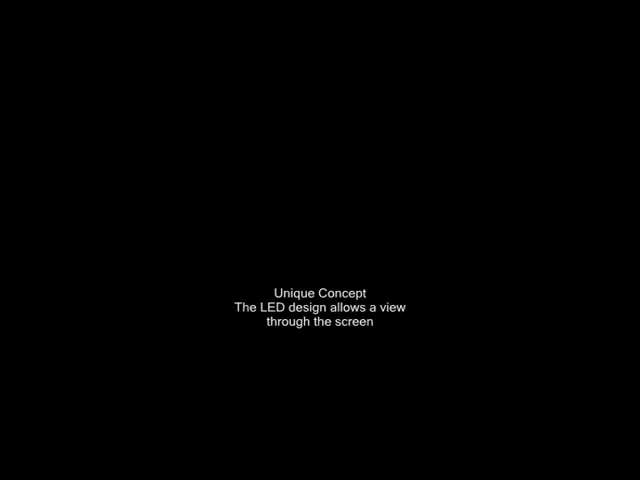 Unique Concept
The LED design allows a view
through the screen